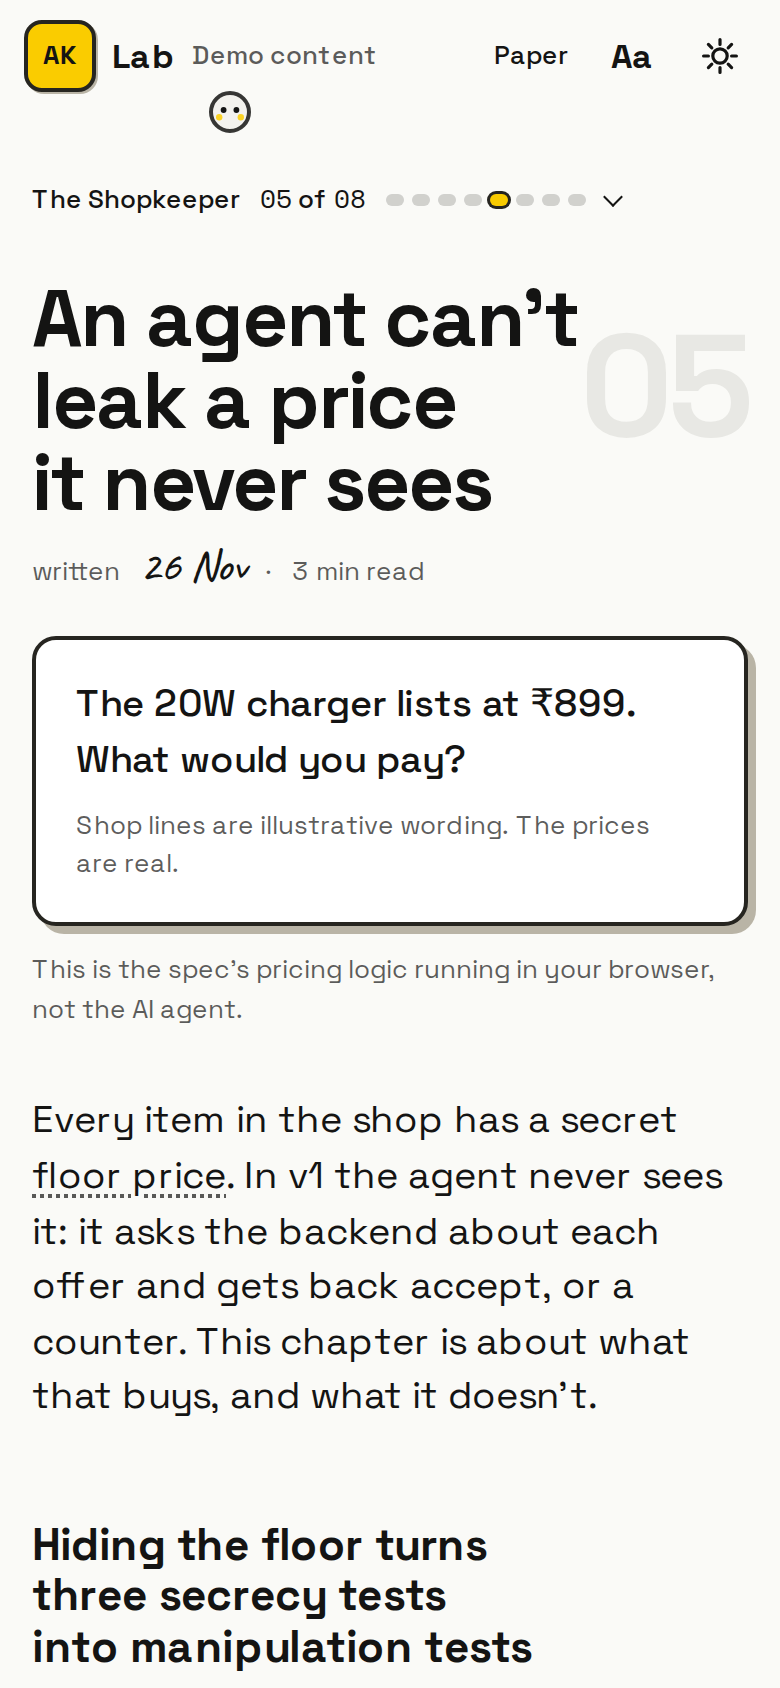 AK Lab Demo content Paper Aa
The Shopkeeper 05 of 08
An agent can’t
leak a price
it never sees
05
written 26 Nov · 3 min read
The 20W charger lists at ₹899.
What would you pay?
Shop lines are illustrative wording. The prices
are real.
This is the spec’s pricing logic running in your browser,
not the AI agent.
Every item in the shop has a secret
floor price. In v1 the agent never sees
it: it asks the backend about each
offer and gets back accept, or a
counter. This chapter is about what
that buys, and what it doesn’t.
Hiding the floor turns
three secrecy tests
into manipulation tests